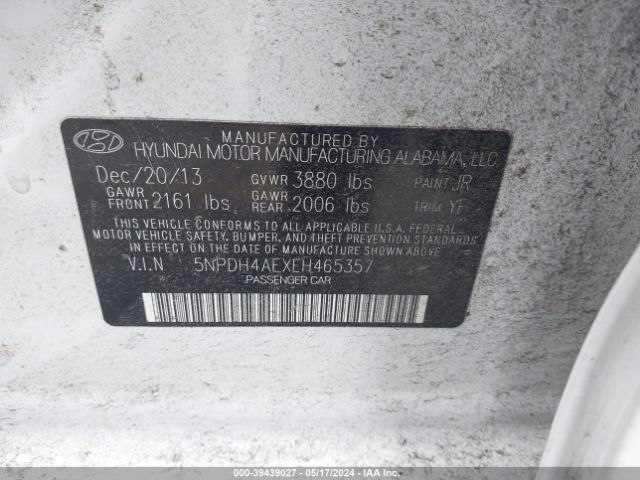 MANUFACTURED BY
HYUNDAI MOTOR MANUFACTURING ALABAMA, LLC
Dec/20/13 GVWR 3880 lbs PAINT JR
GAWR FRONT 2161 lbs GAWR REAR 2006 lbs TRIM YF
THIS VEHICLE CONFORMS TO ALL APPLICABLE U.S.A. FEDERAL
MOTOR VEHICLE SAFETY, BUMPER, AND THEFT PREVENTION STANDARDS
IN EFFECT ON THE DATE OF MANUFACTURE SHOWN ABOVE.
V.I.N 5NPDH4AEXEH465357
PASSENGER CAR
000-39439027 - 05/17/2024 - IAA Inc.